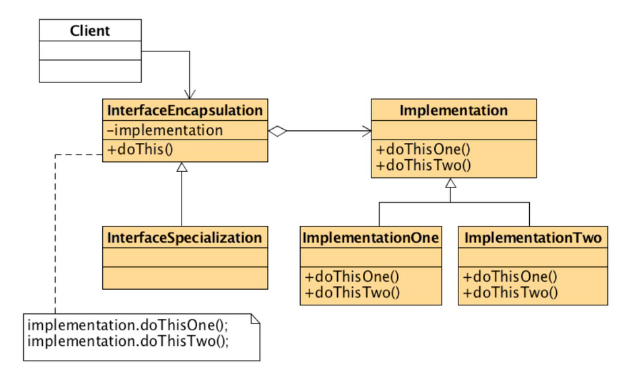 Client
InterfaceEncapsulation
-implementation
+doThis()
Implementation
+doThisOne()
+doThisTwo()
InterfaceSpecialization
ImplementationOne
+doThisOne()
+doThisTwo()
ImplementationTwo
+doThisOne()
+doThisTwo()
implementation.doThisOne();
implementation.doThisTwo();